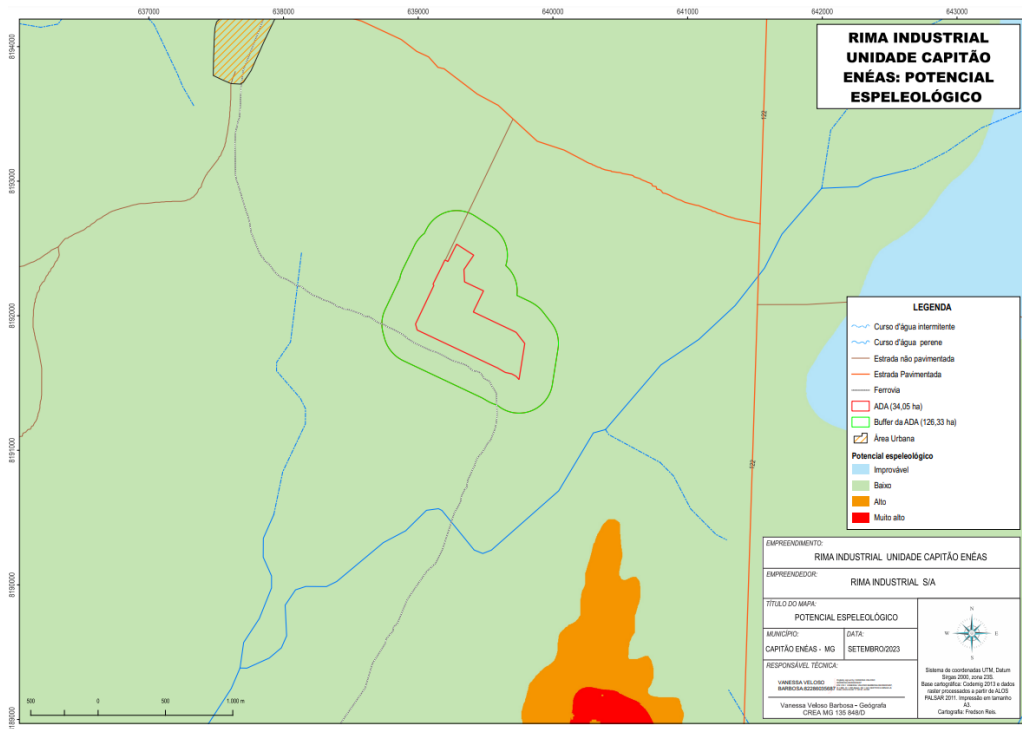 637000 638000 639000 640000 641000 642000 643000
8194000
8193000
8192000
8191000
8190000
8189000
RIMA INDUSTRIAL
UNIDADE CAPITÃO
ENÉAS: POTENCIAL
ESPELEOLÓGICO
122
122
LEGENDA
Curso d'água intermitente
Curso d'água perene
Estrada não pavimentada
Estrada Pavimentada
Ferrovia
ADA (34,05 ha)
Buffer da ADA (126,33 ha)
Área Urbana
Potencial espeleológico
Improvável
Baixo
Alto
Muito alto
EMPREENDIMENTO:
RIMA INDUSTRIAL UNIDADE CAPITÃO ENÉAS
EMPREENDEDOR:
RIMA INDUSTRIAL S/A
TÍTULO DO MAPA:
POTENCIAL ESPELEOLÓGICO
MUNICÍPIO:
CAPITÃO ENÉAS - MG
DATA:
SETEMBRO/2023
RESPONSÁVEL TÉCNICA:
VANESSA VELOSO
Vanessa Veloso Barbosa – Geógrafa
CREA MG 135 848/D
N
W E
S
Sistema de coordenadas UTM, Datum
Sirgas 2000, zona 23S.
Base cartográfica: Codemig 2013 e dados
raster processados a partir de ALOS
PALSAR 2011. Impressão em tamanho
A3.
Cartografia: Fredson Reis.
500 0 500 1.000 m